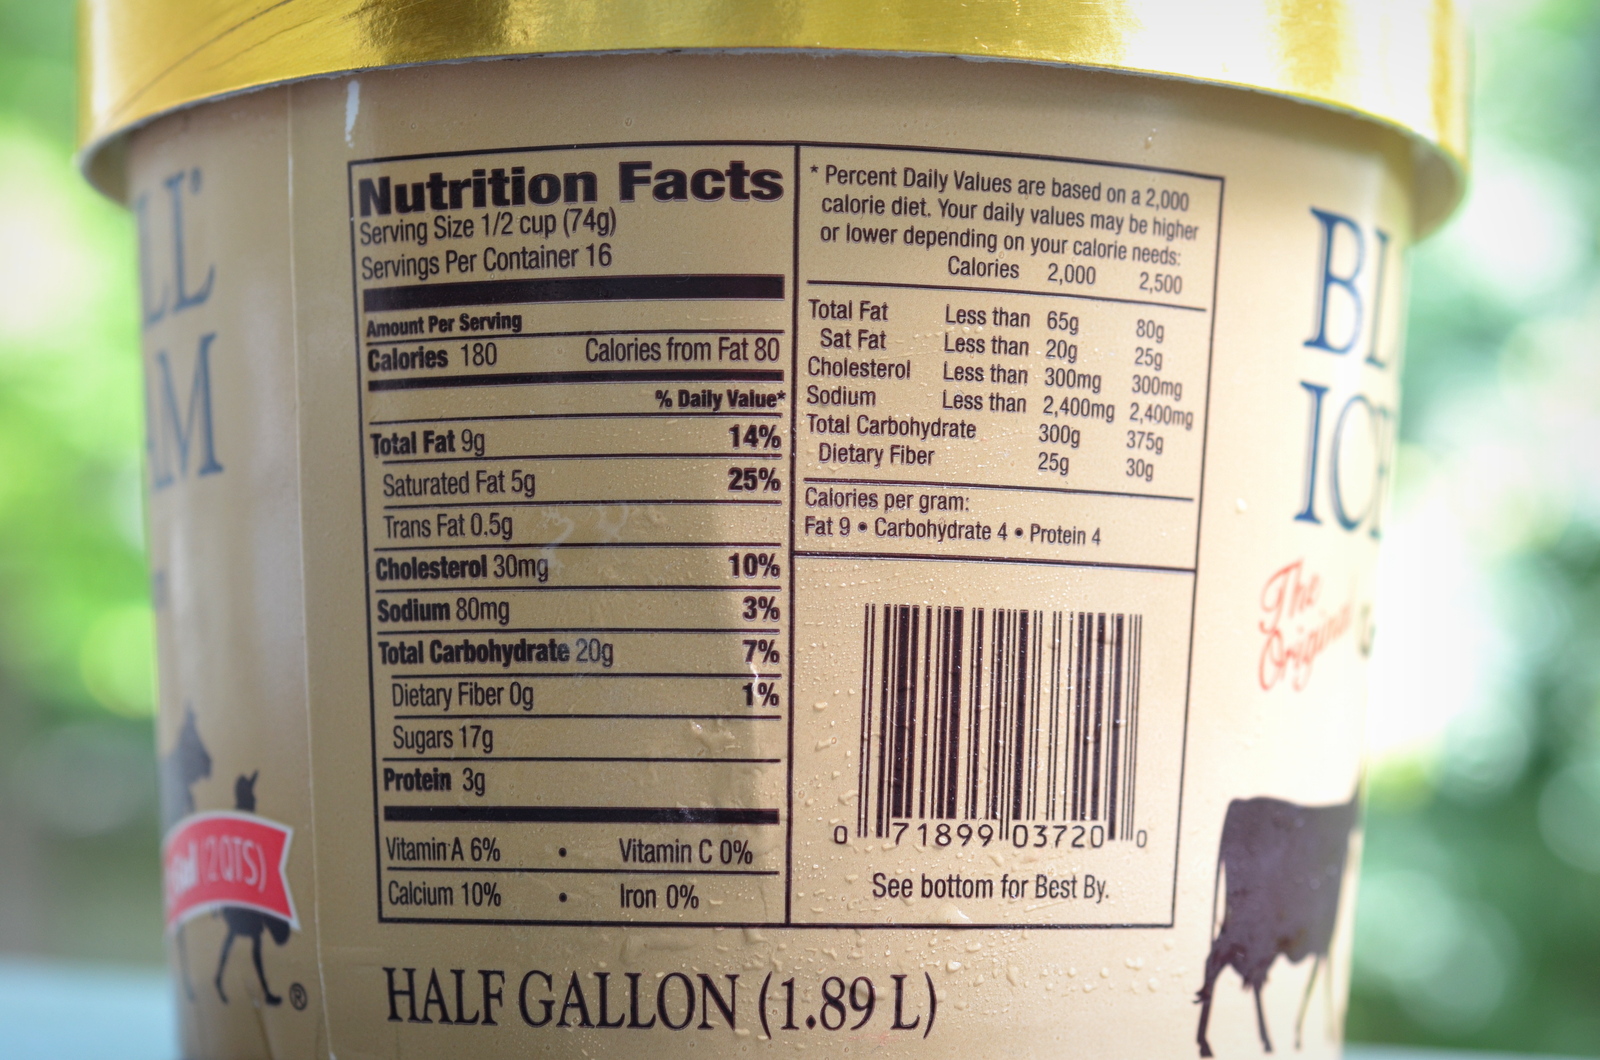 LL®
AM
Gal (2QTS)
®
Nutrition Facts
Serving Size 1/2 cup (74g)
Servings Per Container 16
Amount Per Serving
Calories 180 Calories from Fat 80
% Daily Value*
Total Fat 9g 14%
Saturated Fat 5g 25%
Trans Fat 0.5g
Cholesterol 30mg 10%
Sodium 80mg 3%
Total Carbohydrate 20g 7%
Dietary Fiber 0g 1%
Sugars 17g
Protein 3g
Vitamin A 6% • Vitamin C 0%
Calcium 10% • Iron 0%
* Percent Daily Values are based on a 2,000
calorie diet. Your daily values may be higher
or lower depending on your calorie needs:
Calories 2,000 2,500
Total Fat Less than 65g 80g
Sat Fat Less than 20g 25g
Cholesterol Less than 300mg 300mg
Sodium Less than 2,400mg 2,400mg
Total Carbohydrate 300g 375g
Dietary Fiber 25g 30g
Calories per gram:
Fat 9 • Carbohydrate 4 • Protein 4
0 71899 03720 0
See bottom for Best By.
HALF GALLON (1.89 L)
BL
ICE
The
Original